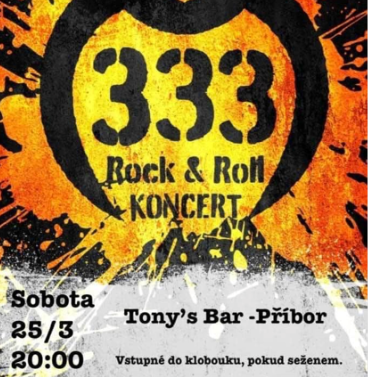 333
Rock & Roll
KONCERT
Sobota
25/3
20:00
Tony's Bar -Příbor
Vstupné do klobouku, pokud seženem.